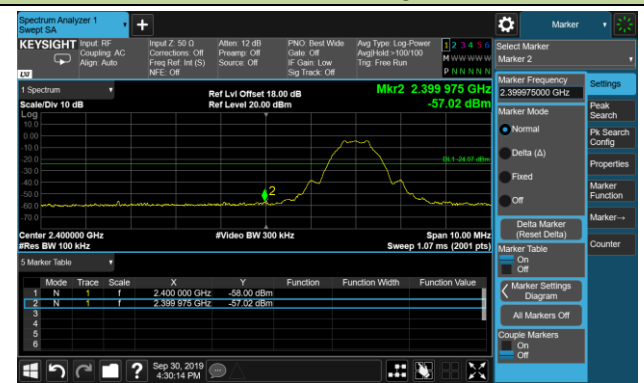 Spectrum Analyzer 1
Swept SA
Marker
KEYSIGHT
Input: RF
Coupling: AC
Align: Auto
Input Z: 50 Ω
Corrections: Off
Freq Ref: Int (S)
NFE: Off
Atten: 12 dB
Preamp: Off
Source: Off
PNO: Best Wide
Gate: Off
IF Gain: Low
Sig Track: Off
Avg Type: Log-Power
Avg|Hold:>100/100
Trig: Free Run
1 2 3 4 5 6
M W W W W W
P N N N N N
LXI
Select Marker
Marker 2
1 Spectrum
Scale/Div 10 dB
Log
Ref Lvl Offset 18.00 dB
Ref Level 20.00 dBm
Mkr2 2.399 975 GHz
-57.02 dBm
10.0
0.00
-10.0
-20.0
-30.0
-40.0
-50.0
-60.0
-70.0
DL1 -24.07 dBm
2
Center 2.400000 GHz
#Res BW 100 kHz
#Video BW 300 kHz
Span 10.00 MHz
Sweep 1.07 ms (2001 pts)
5 Marker Table
Mode Trace Scale X Y Function Function Width Function Value
1 N 1 f 2.400 000 GHz -58.00 dBm
2 N 1 f 2.399 975 GHz -57.02 dBm
3
4
5
6
Marker Frequency
2.399975000 GHz
Marker Mode
Normal
Delta (Δ)
Fixed
Off
Delta Marker
(Reset Delta)
Marker Table
On
Off
Marker Settings
Diagram
All Markers Off
Couple Markers
On
Off
Settings
Peak
Search
Pk Search
Config
Properties
Marker
Function
Marker→
Counter
?
Sep 30, 2019
4:30:14 PM